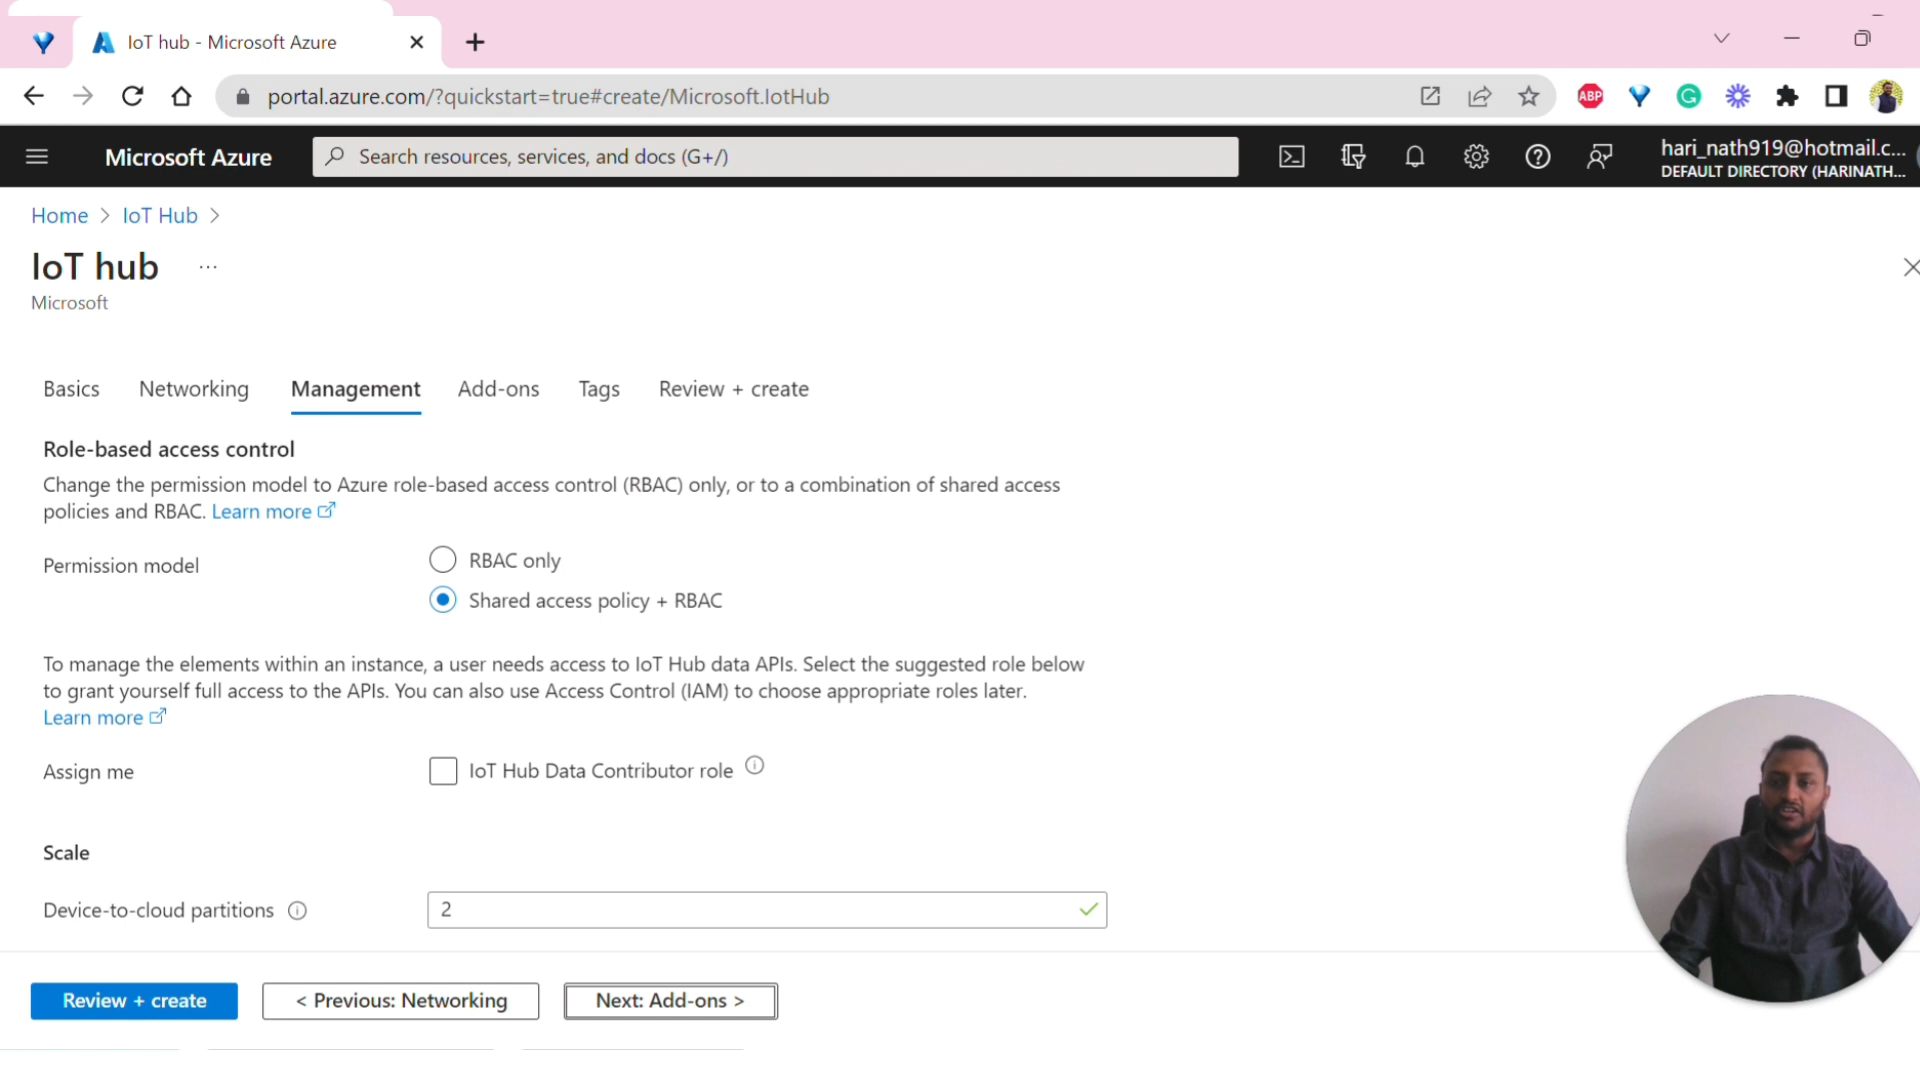 IoT hub - Microsoft Azure
portal.azure.com/?quickstart=true#create/Microsoft.IotHub
ABP
Microsoft Azure
Search resources, services, and docs (G+/)
hari_nath919@hotmail.c...
DEFAULT DIRECTORY (HARINATH...
Home > IoT Hub >
IoT hub ...
Microsoft
Basics Networking Management Add-ons Tags Review + create
Role-based access control
Change the permission model to Azure role-based access control (RBAC) only, or to a combination of shared access
policies and RBAC. Learn more
Permission model
RBAC only
Shared access policy + RBAC
To manage the elements within an instance, a user needs access to IoT Hub data APIs. Select the suggested role below
to grant yourself full access to the APIs. You can also use Access Control (IAM) to choose appropriate roles later.
Learn more
Assign me
IoT Hub Data Contributor role
Scale
Device-to-cloud partitions
2
Review + create
< Previous: Networking
Next: Add-ons >